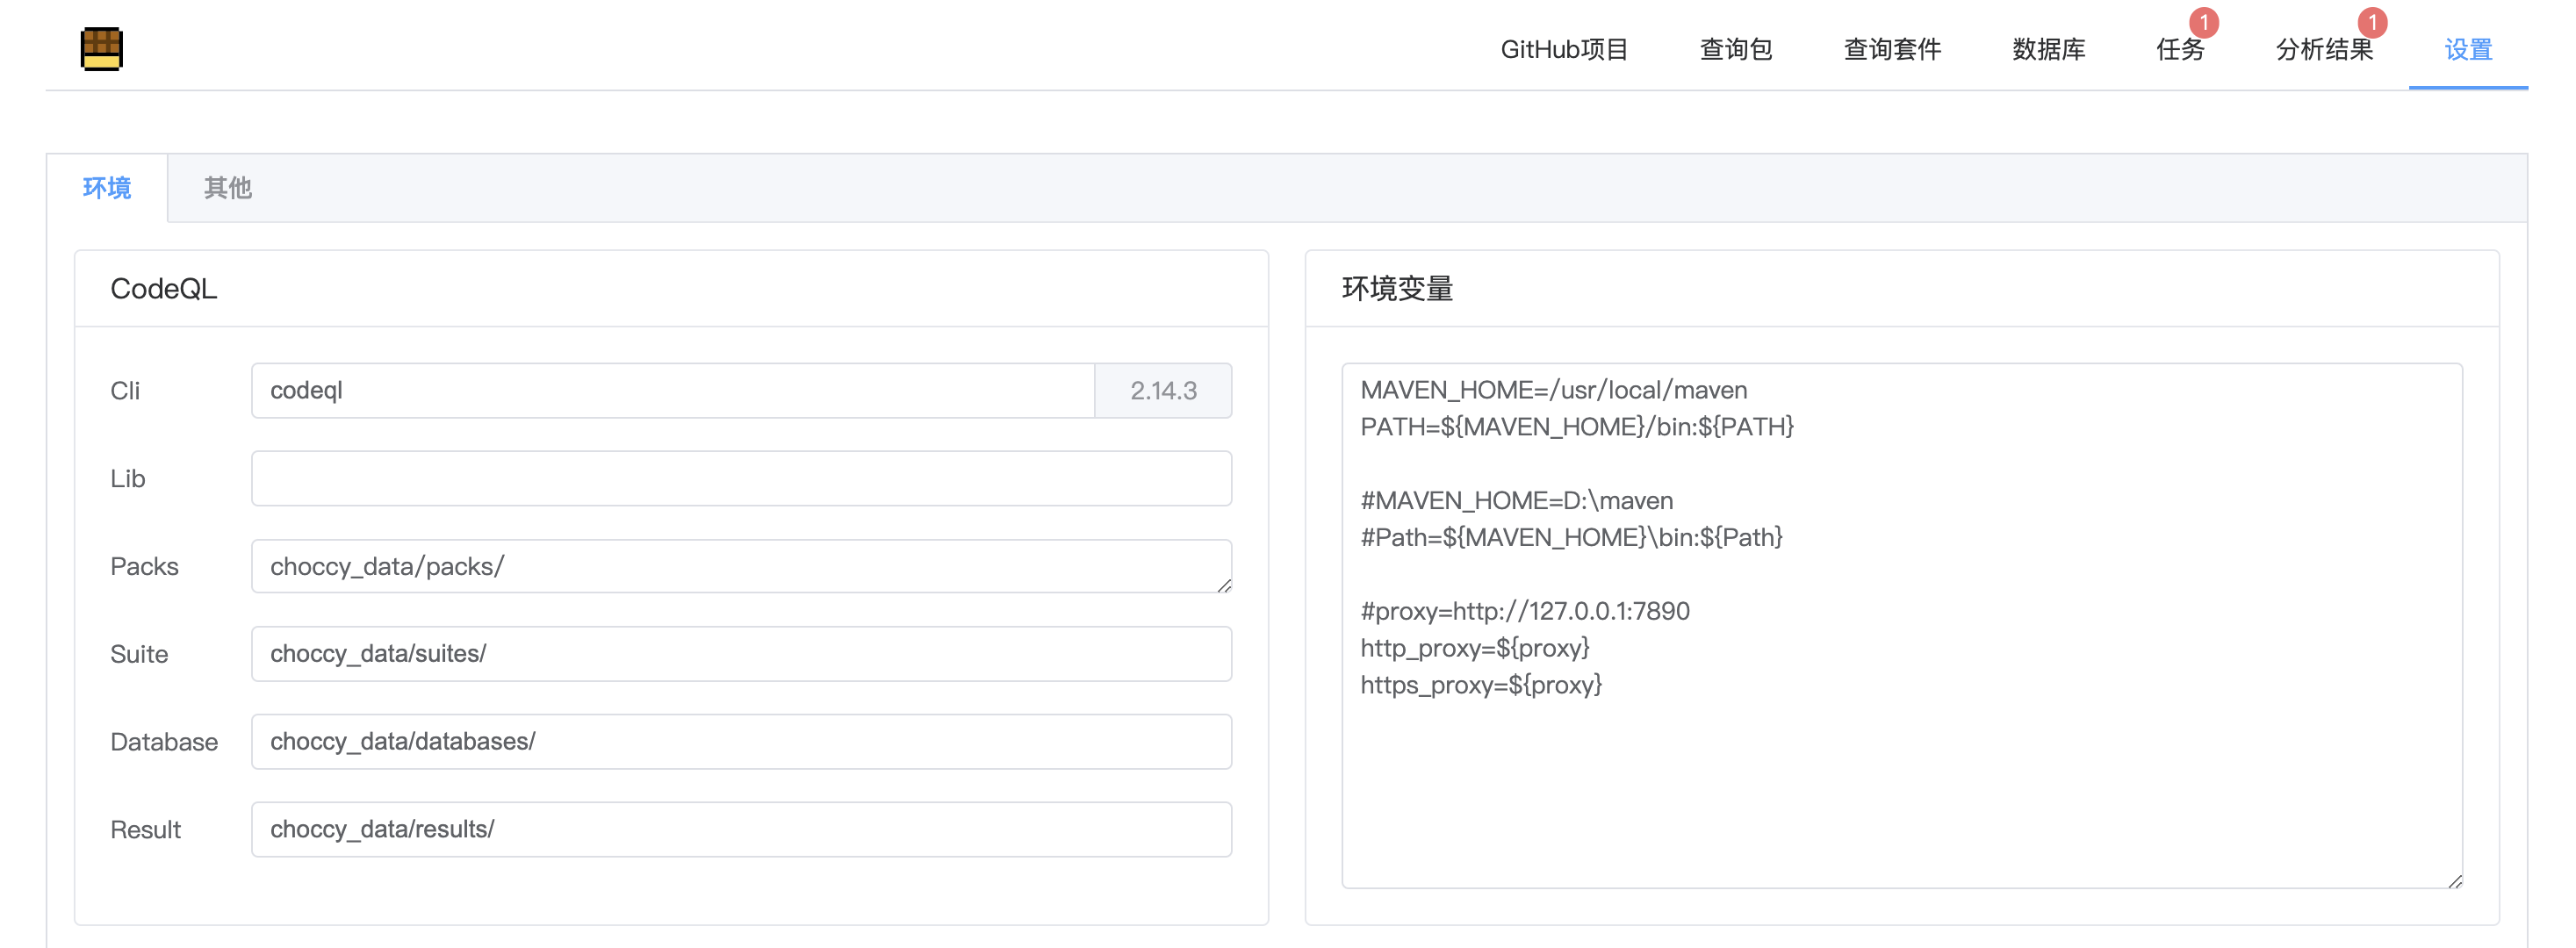 GitHub项目
查询包
查询套件
数据库
任务
1
分析结果
1
设置
环境
其他
CodeQL
Cli
codeql
2.14.3
Lib
Packs
choccy_data/packs/
Suite
choccy_data/suites/
Database
choccy_data/databases/
Result
choccy_data/results/
环境变量
MAVEN_HOME=/usr/local/maven
PATH=${MAVEN_HOME}/bin:${PATH}
#MAVEN_HOME=D:\maven
#Path=${MAVEN_HOME}\bin:${Path}
#proxy=http://127.0.0.1:7890
http_proxy=${proxy}
https_proxy=${proxy}